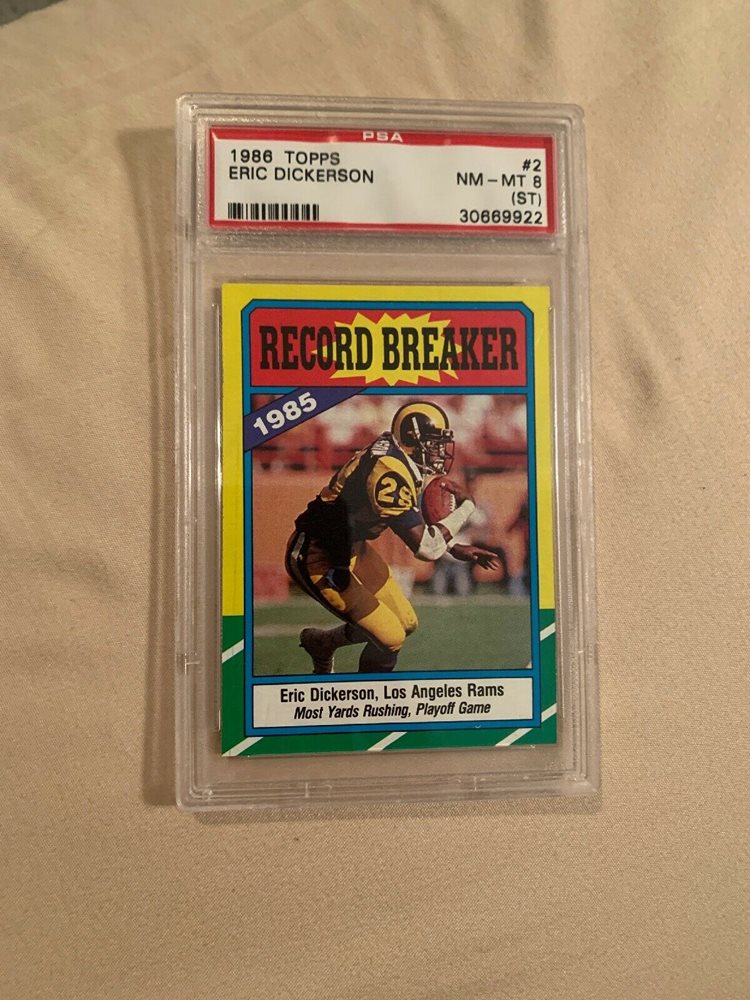 PSA
1986 TOPPS #2
ERIC DICKERSON NM-MT 8
(ST)
30669922
RECORD BREAKER
1985
29
Eric Dickerson, Los Angeles Rams
Most Yards Rushing, Playoff Game